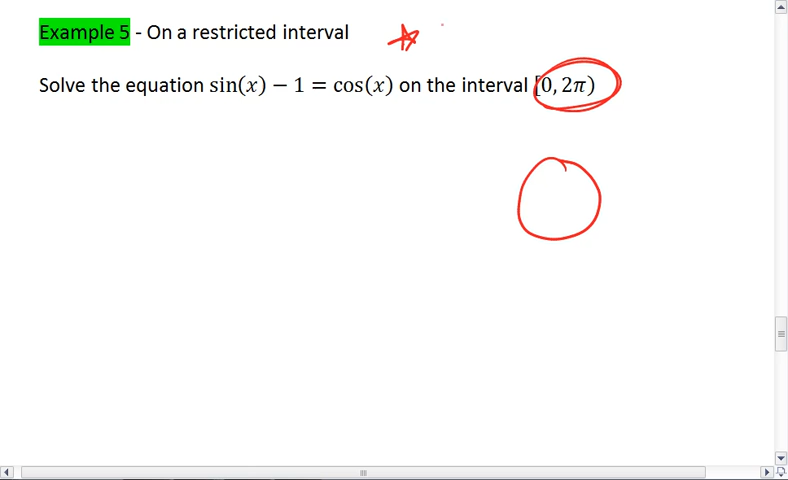 Example 5 - On a restricted interval
Solve the equation sin(x) − 1 = cos(x) on the interval [0, 2π)